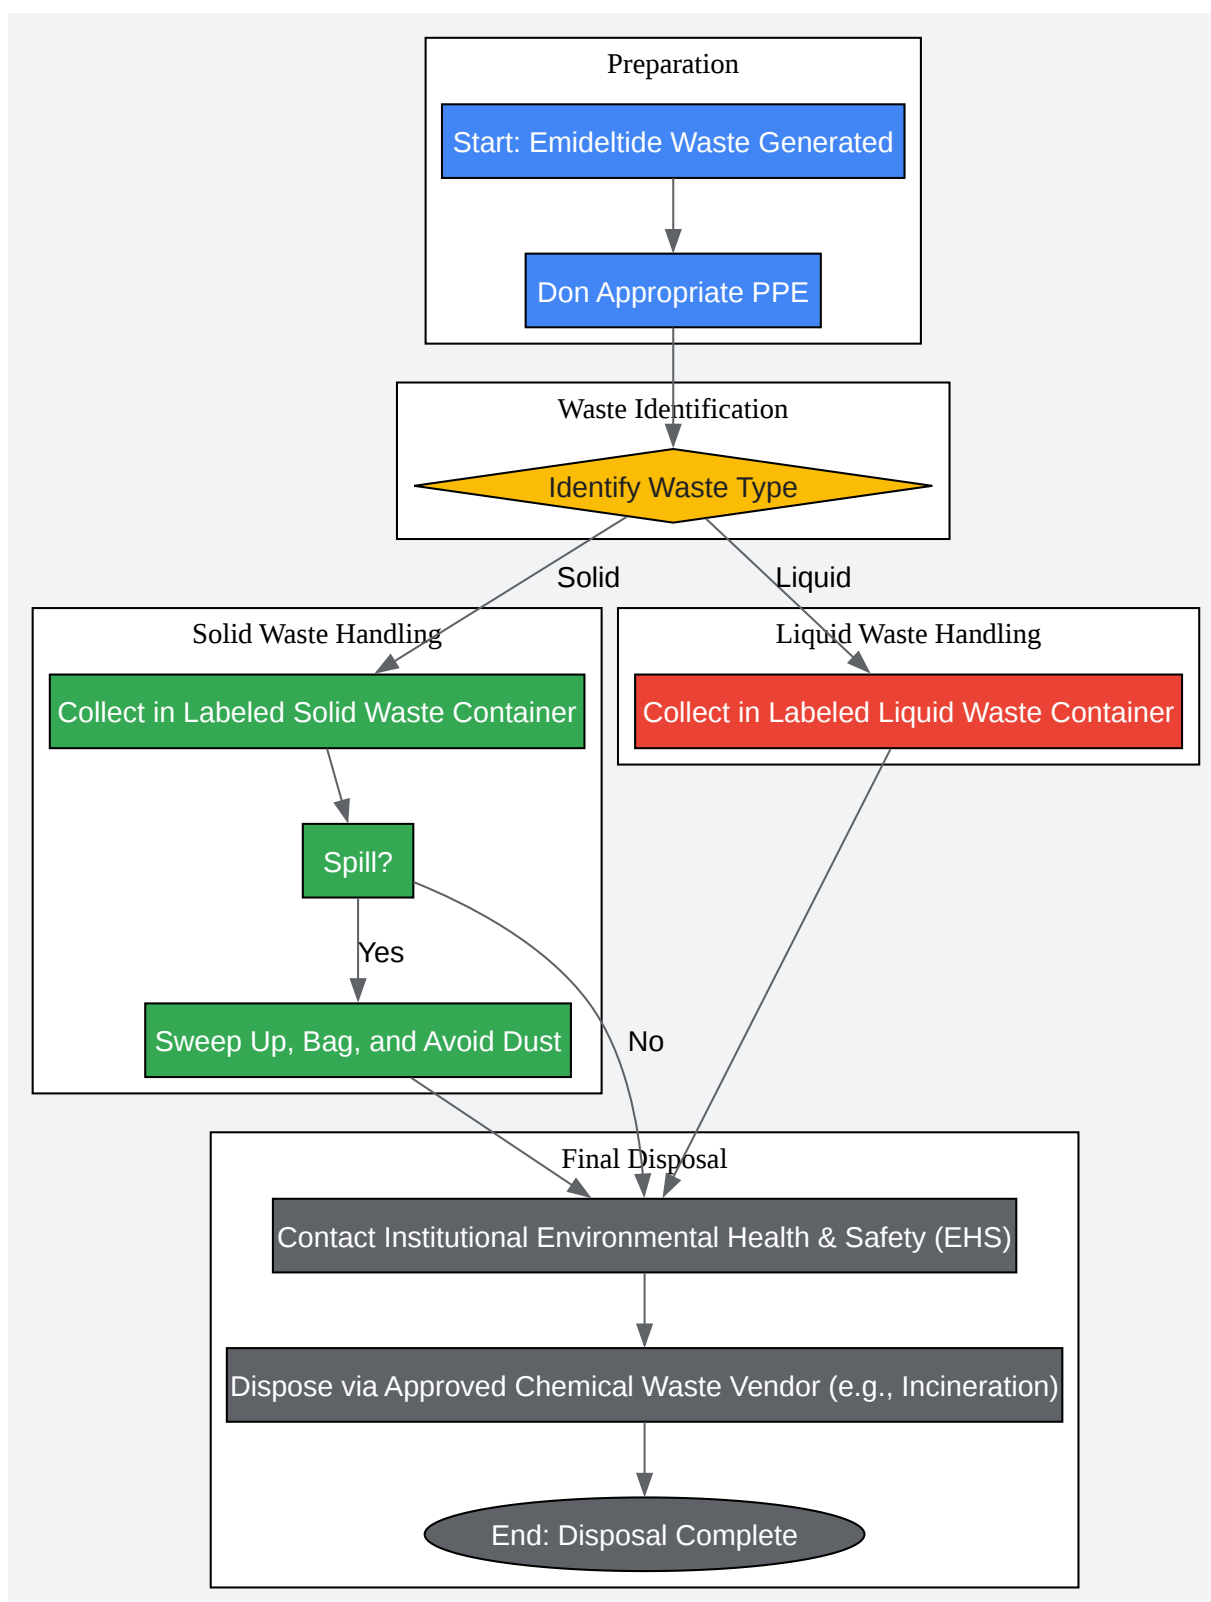 Preparation
Start: Emideltide Waste Generated
Don Appropriate PPE
Waste Identification
Identify Waste Type
Solid
Liquid
Solid Waste Handling
Liquid Waste Handling
Collect in Labeled Solid Waste Container
Collect in Labeled Liquid Waste Container
Spill?
Yes
Sweep Up, Bag, and Avoid Dust
No
Final Disposal
Contact Institutional Environmental Health & Safety (EHS)
Dispose via Approved Chemical Waste Vendor (e.g., Incineration)
End: Disposal Complete